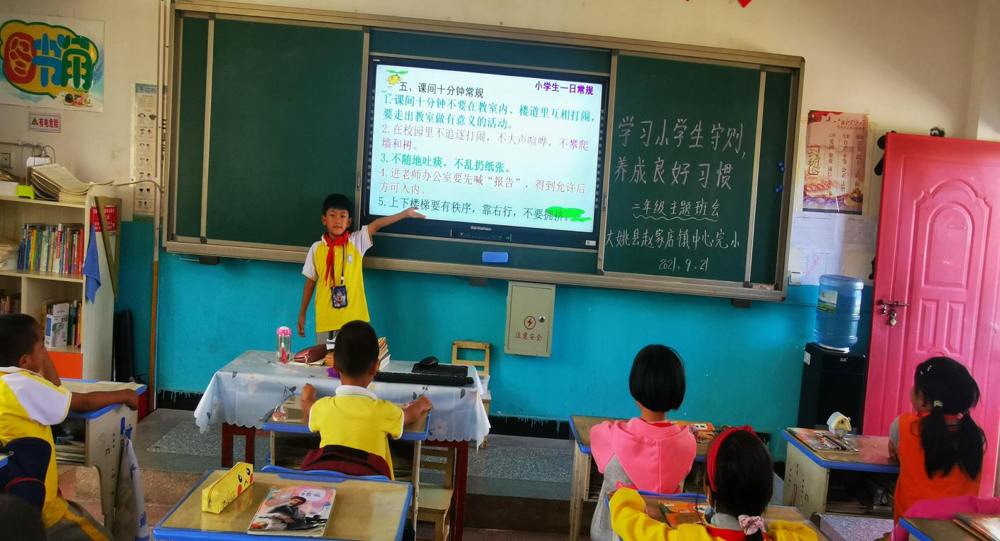 图书角
有电危险
小学生一日常规
五、课间十分钟常规
1.课间十分钟不要在教室内、楼道里互相打闹，
要走出教室做有意义的活动。
2.在校园里不追逐打闹，不大声喧哗，不攀爬
墙和树。
3.不随地吐痰，不乱扔纸张。
4.进老师办公室要先喊“报告”，得到允许后
方可入内。
5.上下楼梯要有秩序，靠右行，不要拥挤。
HiteVision
学习小学生守则，
养成良好习惯
二年级主题班会
大姚县赵家店镇中心完小
2021.9.21
注意安全